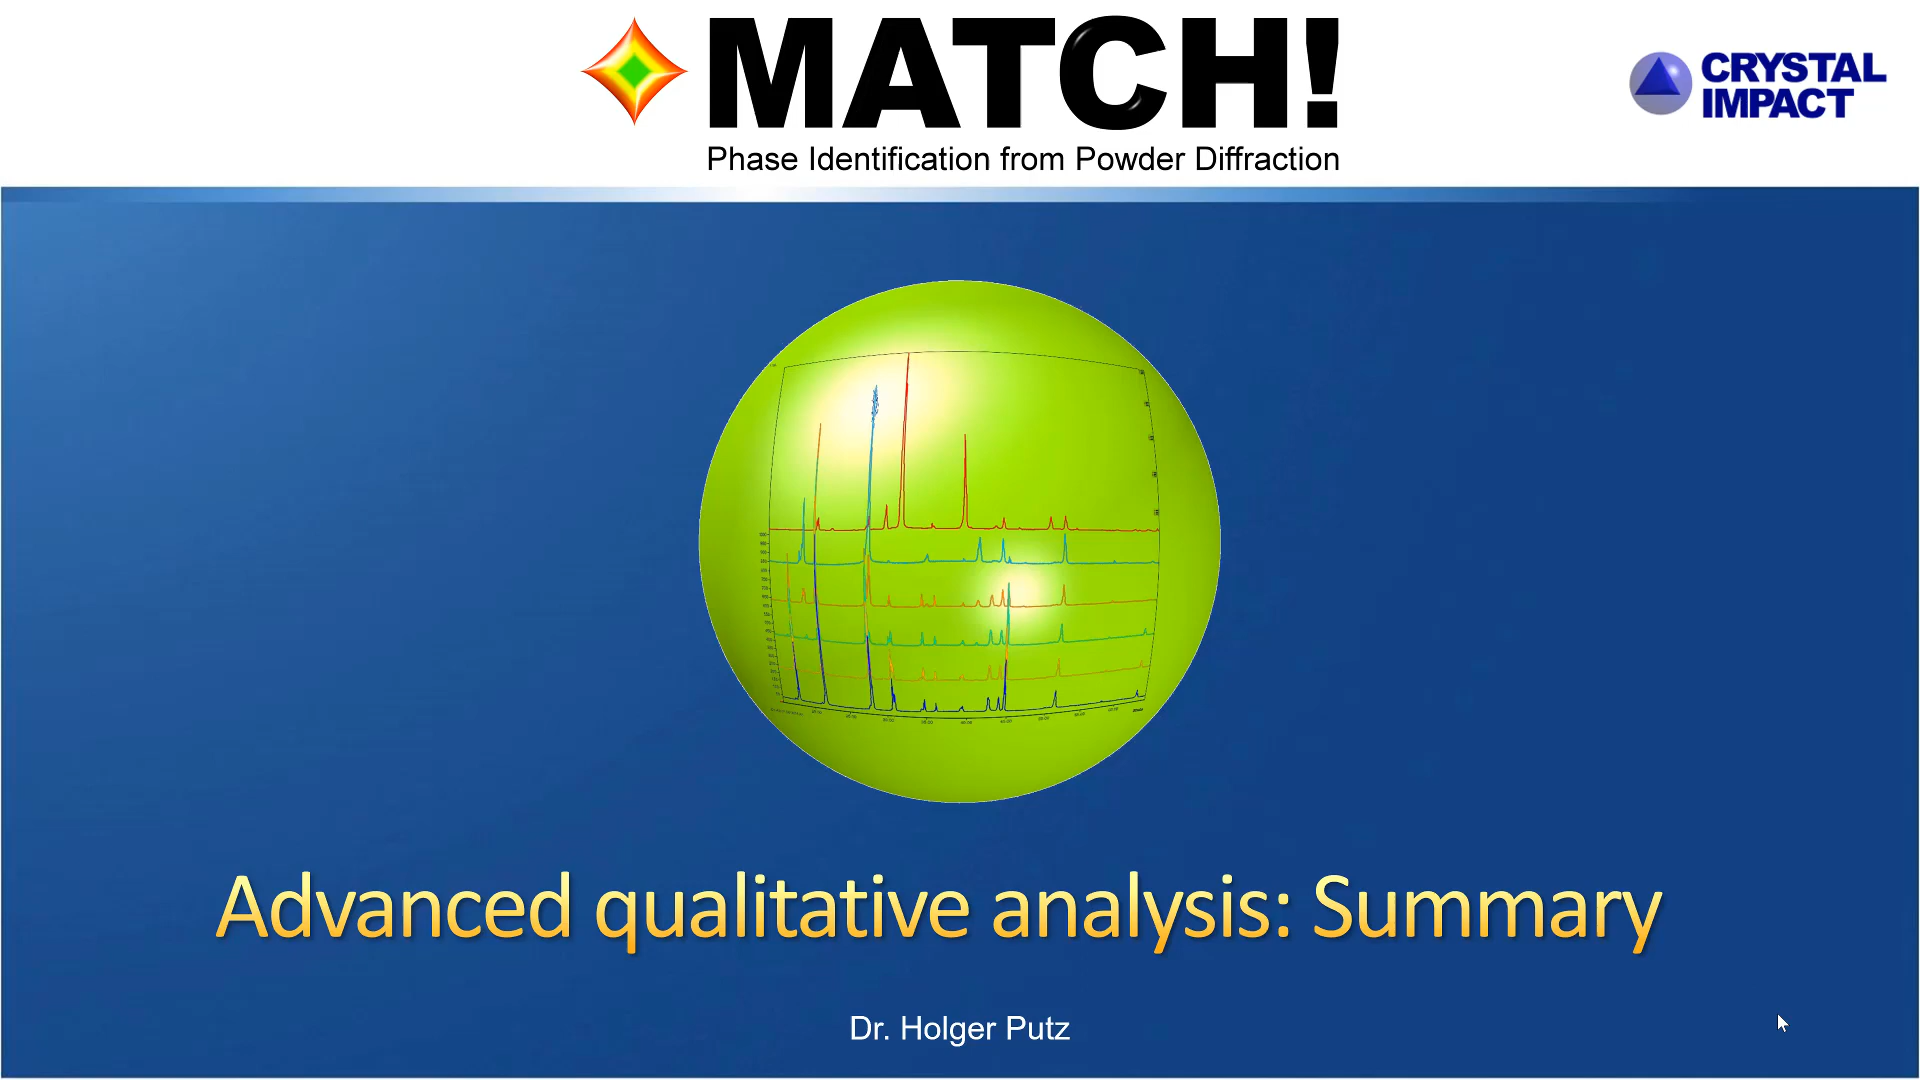 MATCH!
Phase Identification from Powder Diffraction
CRYSTAL
IMPACT
Advanced qualitative analysis: Summary
Dr. Holger Putz